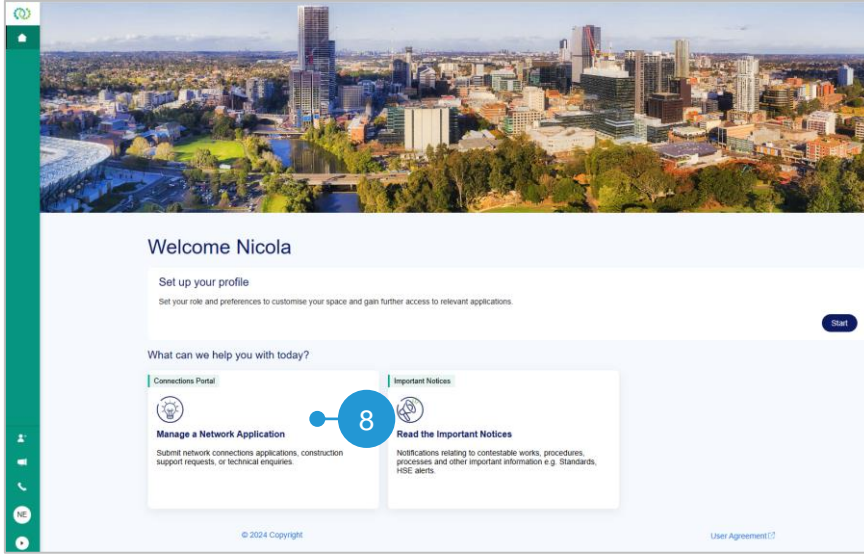 Welcome Nicola
Set up your profile
Set your role and preferences to customise your space and gain further access to relevant applications.
Start
What can we help you with today?
Connections Portal
Manage a Network Application
Submit network connections applications, construction
support requests, or technical enquiries.
8
Important Notices
Read the Important Notices
Notifications relating to contestable works, procedures,
processes and other important information e.g. Standards,
HSE alerts.
NE
© 2024 Copyright
User Agreement